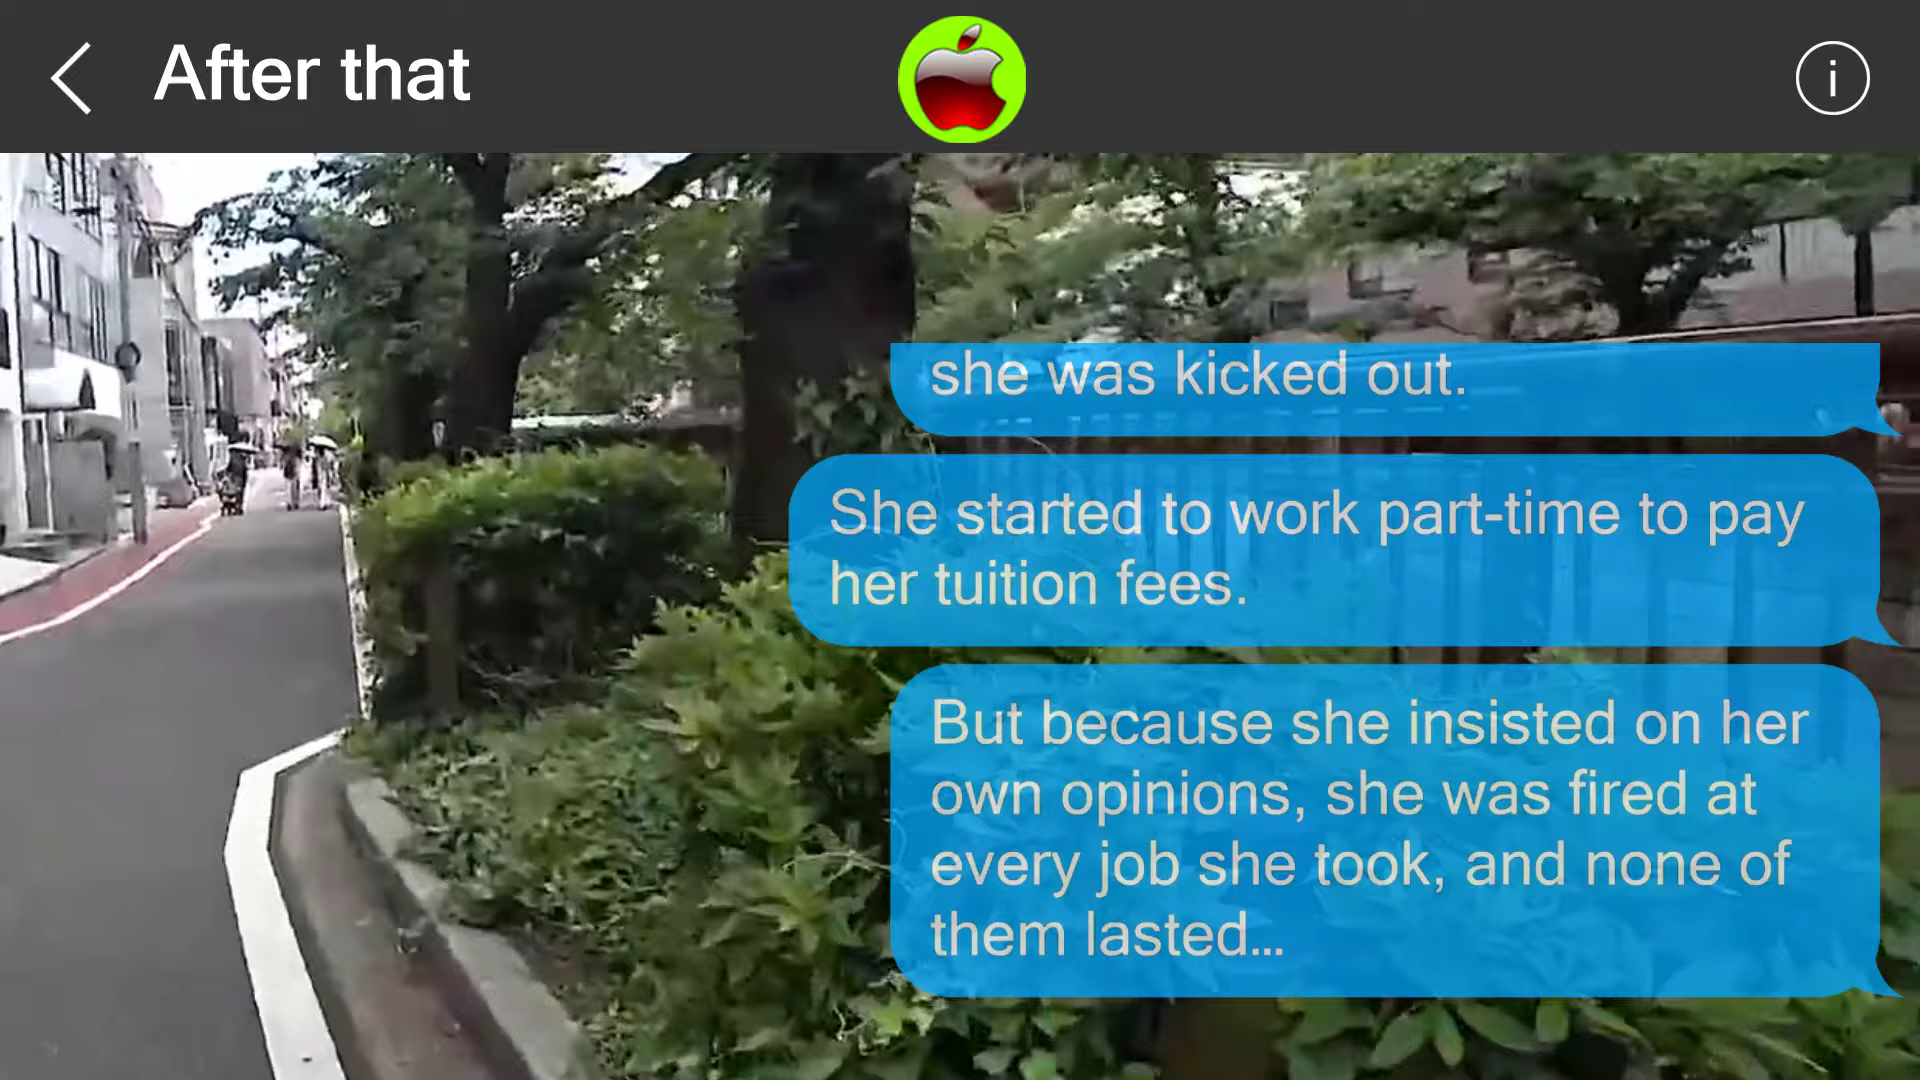 After that
she was kicked out.
She started to work part-time to pay
her tuition fees.
But because she insisted on her
own opinions, she was fired at
every job she took, and none of
them lasted...